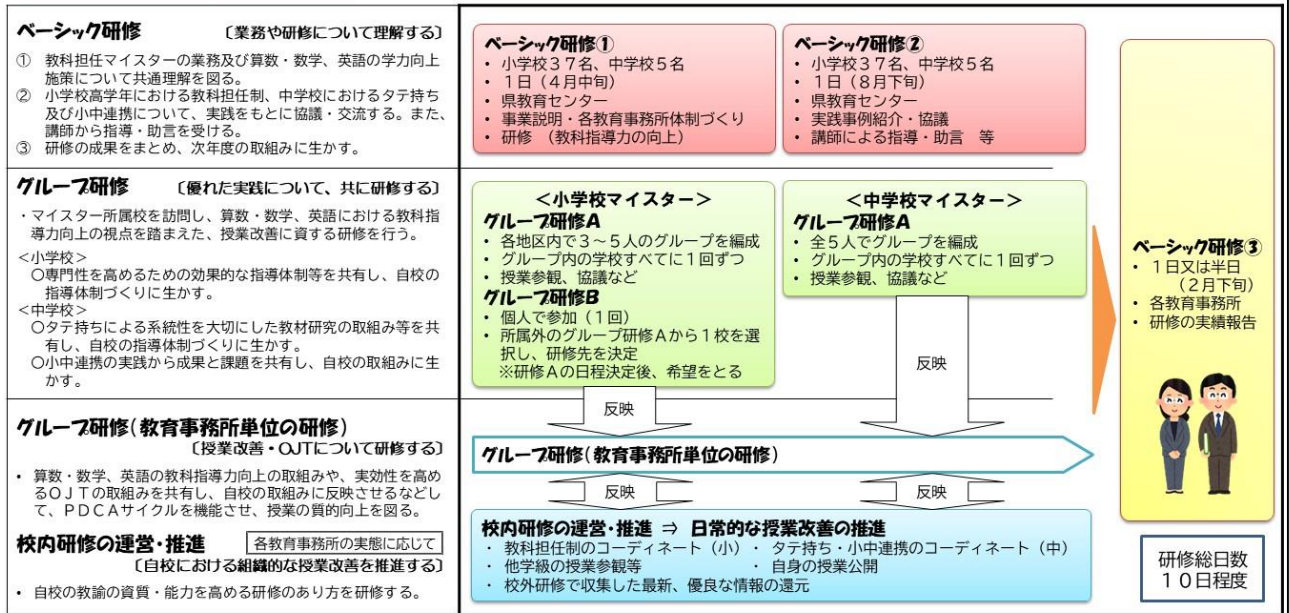 ベーシック研修 〔業務や研修について理解する〕
① 教科担任マイスターの業務及び算数・数学、英語の学力向上
施策について共通理解を図る。
② 小学校高学年における教科担任制、中学校におけるタテ持ち
及び小中連携について、実践をもとに協議・交流する。また、
講師から指導・助言を受ける。
③ 研修の成果をまとめ、次年度の取組みに生かす。
グループ研修 〔優れた実践について、共に研修する〕
・マイスター所属校を訪問し、算数・数学、英語における教科指
導力向上の視点を踏まえた、授業改善に資する研修を行う。
<小学校>
○専門性を高めるための効果的な指導体制等を共有し、自校の
指導体制づくりに生かす。
<中学校>
○タテ持ちによる系統性を大切にした教材研究の取組み等を共
有し、自校の指導体制づくりに生かす。
○小中連携の実践から成果と課題を共有し、自校の取組みに生
かす。
グループ研修(教育事務所単位の研修)
〔授業改善・OJTについて研修する〕
• 算数・数学、英語の教科指導力向上の取組みや、実効性を高め
るOJTの取組みを共有し、自校の取組みに反映させるなどし
て、PDCAサイクルを機能させ、授業の質的向上を図る。
校内研修の運営・推進 各教育事務所の実態に応じて
〔自校における組織的な授業改善を推進する〕
• 自校の教諭の資質・能力を高める研修のあり方を研修する。
ベーシック研修①
• 小学校37名、中学校5名
• 1日(4月中旬)
• 県教育センター
• 事業説明・各教育事務所体制づくり
• 研修 (教科指導力の向上)
ベーシック研修②
• 小学校37名、中学校5名
• 1日(8月下旬)
• 県教育センター
• 実践事例紹介・協議
• 講師による指導・助言 等
<小学校マイスター>
グループ研修A
• 各地区内で3~5人のグループを編成
• グループ内の学校すべてに1回ずつ
• 授業参観、協議など
グループ研修B
• 個人で参加(1回)
• 所属外のグループ研修Aから1校を選
択し、研修先を決定
※研修Aの日程決定後、希望をとる
<中学校マイスター>
グループ研修A
• 全5人でグループを編成
• グループ内の学校すべてに1回ずつ
• 授業参観、協議など
反映
反映
グループ研修(教育事務所単位の研修)
反映
反映
校内研修の運営・推進 ⇒ 日常的な授業改善の推進
・ 教科担任制のコーディネート(小) ・ タテ持ち・小中連携のコーディネート(中)
・ 他学級の授業参観等 ・ 自身の授業公開
・ 校外研修で収集した最新、優良な情報の還元
ベーシック研修③
• 1日又は半日
(2月下旬)
• 各教育事務所
• 研修の実績報告
研修総日数
10日程度